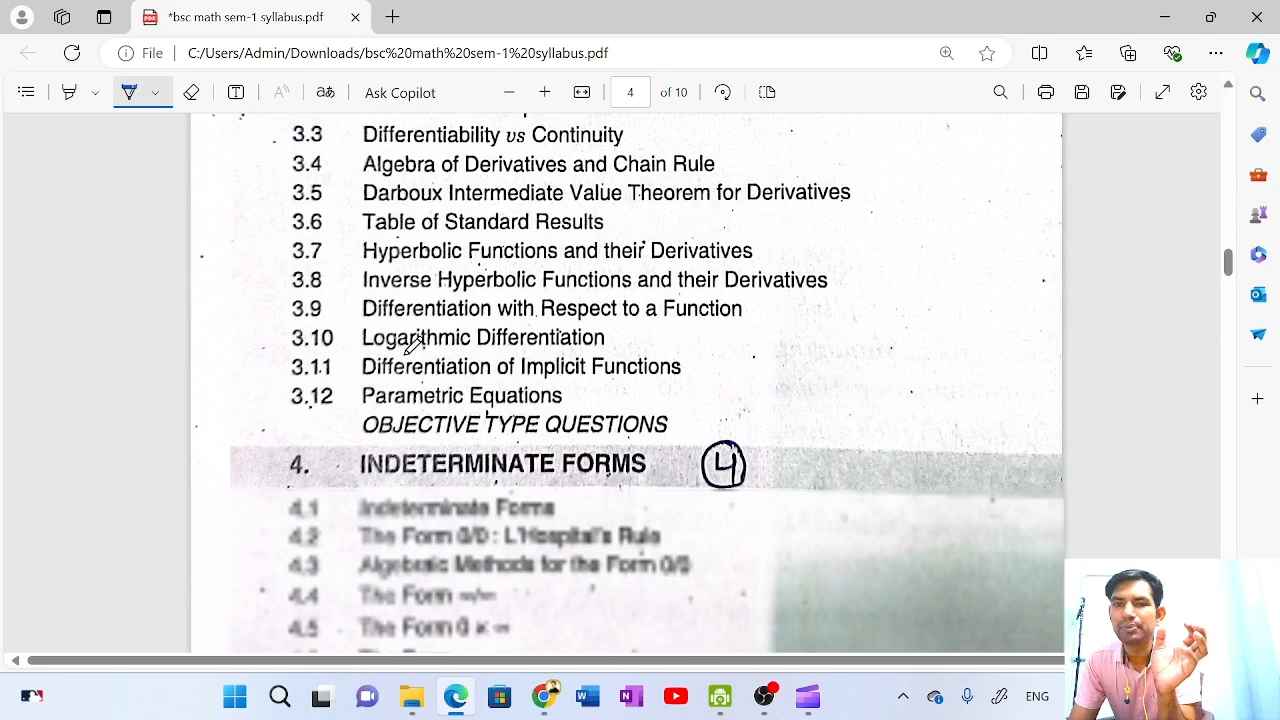 *bsc math sem-1 syllabus.pdf
File
C:/Users/Admin/Downloads/bsc%20math%20sem-1%20syllabus.pdf
Ask Copilot
4 of 10
3.3 Differentiability vs Continuity
3.4 Algebra of Derivatives and Chain Rule
3.5 Darboux Intermediate Value Theorem for Derivatives
3.6 Table of Standard Results
3.7 Hyperbolic Functions and their Derivatives
3.8 Inverse Hyperbolic Functions and their Derivatives
3.9 Differentiation with Respect to a Function
3.10 Logarithmic Differentiation
3.11 Differentiation of Implicit Functions
3.12 Parametric Equations
OBJECTIVE TYPE QUESTIONS
4. INDETERMINATE FORMS 4
4.1 Indeterminate Forms
4.2 The Form 0/0 : L'Hospital's Rule
4.3 Algebraic Methods for the Form 0/0
4.4 The Form ∞/∞
4.5 The Form 0 × ∞
ENG